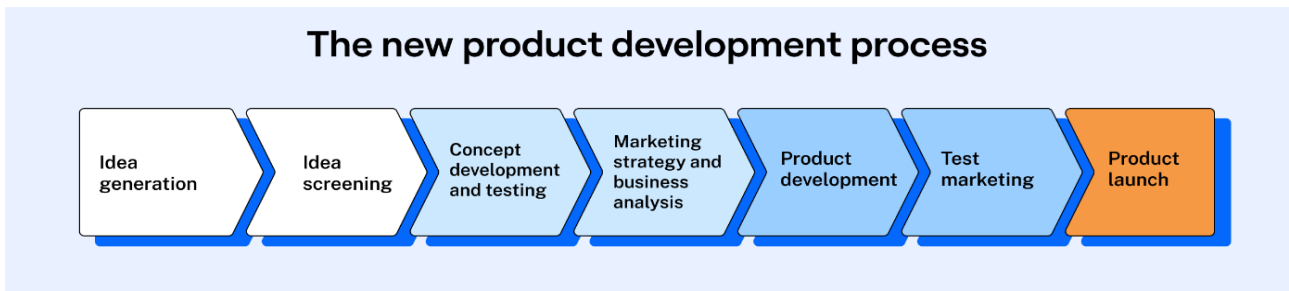 The new product development process
Idea
generation
Idea
screening
Concept
development
and testing
Marketing
strategy and
business
analysis
Product
development
Test
marketing
Product
launch